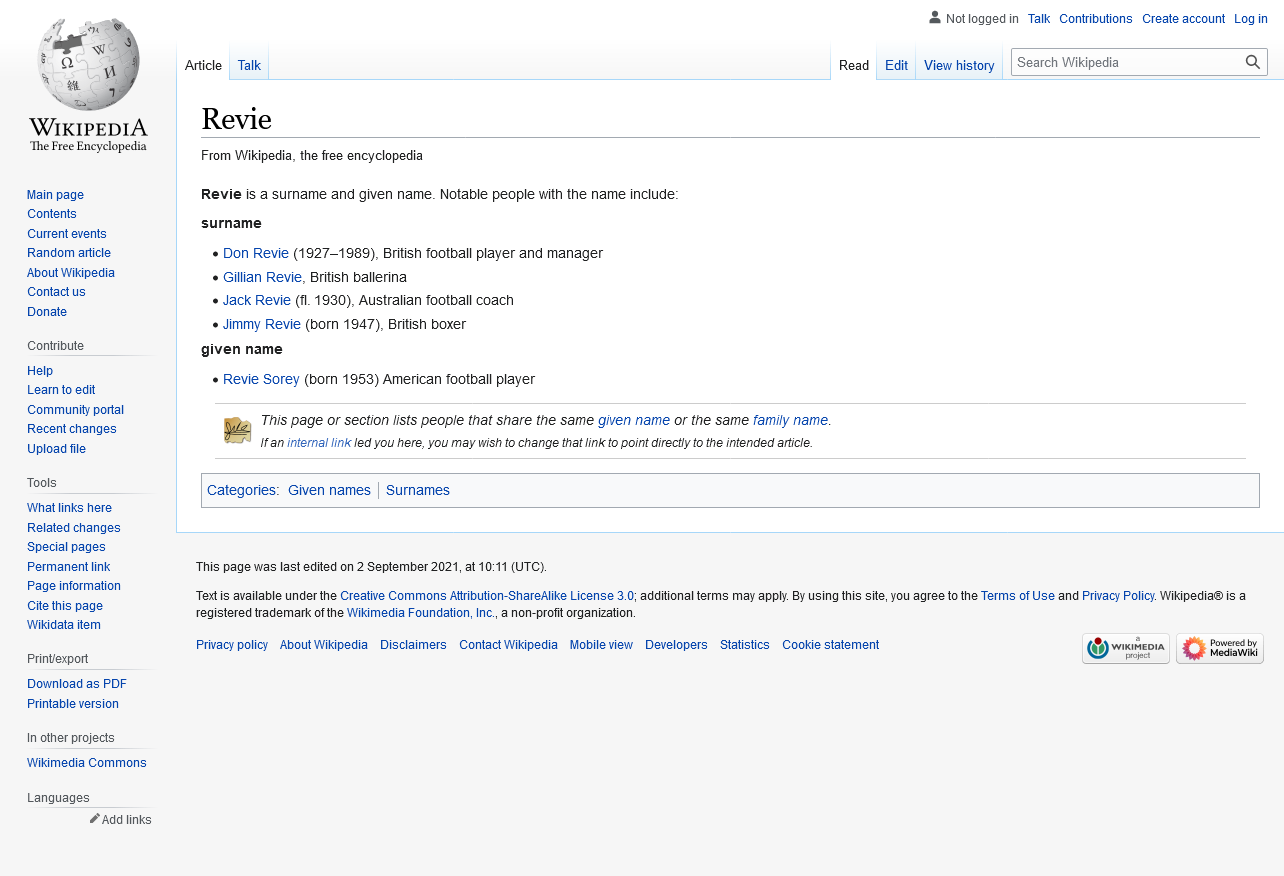 Not logged in Talk Contributions Create account Log in
Article Talk Read Edit View history Search Wikipedia
WIKIPEDIA
The Free Encyclopedia
Main page
Contents
Current events
Random article
About Wikipedia
Contact us
Donate
Contribute
Help
Learn to edit
Community portal
Recent changes
Upload file
Tools
What links here
Related changes
Special pages
Permanent link
Page information
Cite this page
Wikidata item
Print/export
Download as PDF
Printable version
In other projects
Wikimedia Commons
Languages
Add links
Revie
From Wikipedia, the free encyclopedia
Revie is a surname and given name. Notable people with the name include:
surname
• Don Revie (1927–1989), British football player and manager
• Gillian Revie, British ballerina
• Jack Revie (fl. 1930), Australian football coach
• Jimmy Revie (born 1947), British boxer
given name
• Revie Sorey (born 1953) American football player
This page or section lists people that share the same given name or the same family name.
If an internal link led you here, you may wish to change that link to point directly to the intended article.
Categories: Given names Surnames
This page was last edited on 2 September 2021, at 10:11 (UTC).
Text is available under the Creative Commons Attribution-ShareAlike License 3.0; additional terms may apply. By using this site, you agree to the Terms of Use and Privacy Policy. Wikipedia® is a
registered trademark of the Wikimedia Foundation, Inc., a non-profit organization.
Privacy policy About Wikipedia Disclaimers Contact Wikipedia Mobile view Developers Statistics Cookie statement
a
WIKIMEDIA
project
Powered by
MediaWiki